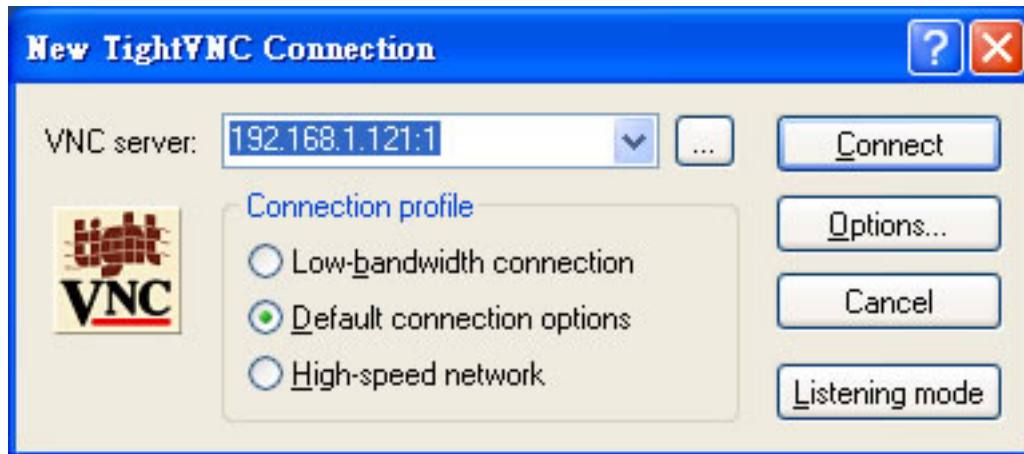 New TightVNC Connection
VNC server: 192.168.1.121:1 ... Connect
Connection profile
Options...
Low-bandwidth connection
tight
VNC
Default connection options
Cancel
High-speed network
Listening mode